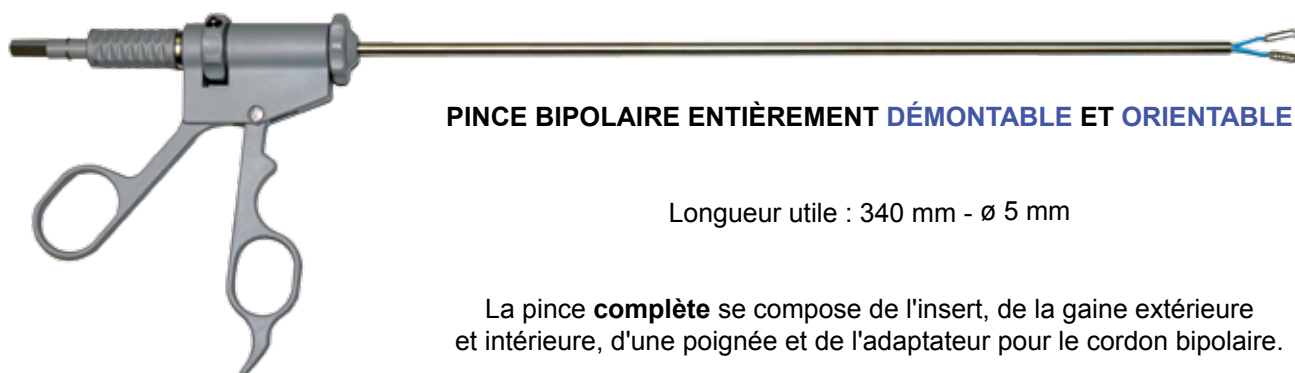 PINCE BIPOLAIRE ENTIÈREMENT DÉMONTABLE ET ORIENTABLE
Longueur utile : 340 mm - ø 5 mm
La pince complète se compose de l'insert, de la gaine extérieure
et intérieure, d'une poignée et de l'adaptateur pour le cordon bipolaire.